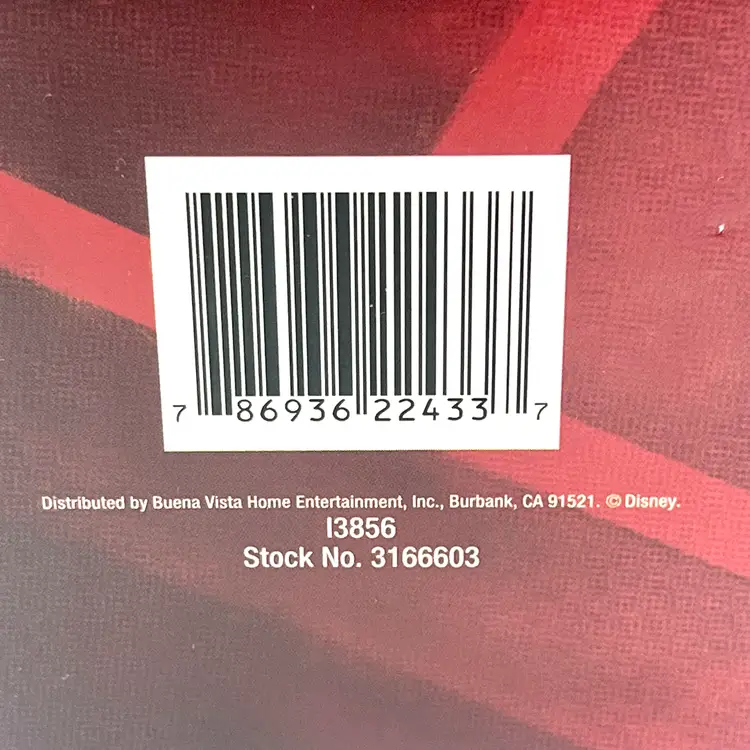 7 86936 22433 7
Distributed by Buena Vista Home Entertainment, Inc., Burbank, CA 91521. © Disney.
I3856
Stock No. 3166603